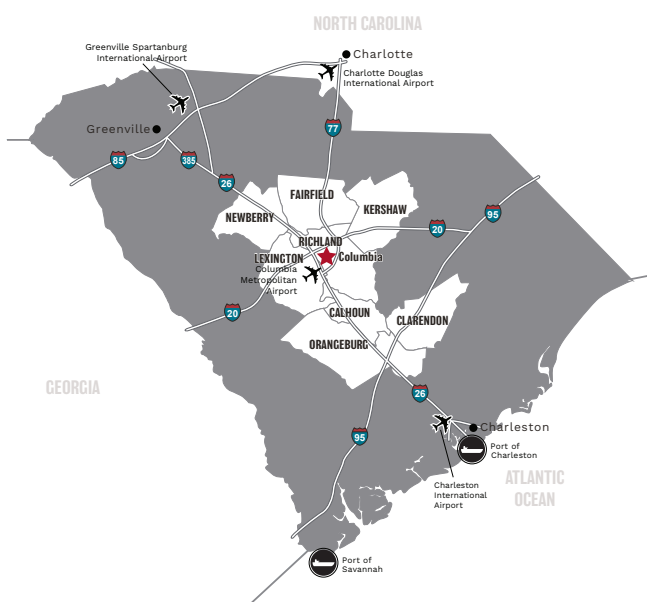 NORTH CAROLINA
Greenville Spartanburg
International Airport
Charlotte
Charlotte Douglas
International Airport
Greenville
77
85
385
26
FAIRFIELD
KERSHAW
NEWBERRY
95
20
RICHLAND
LEXINGTON
Columbia
Columbia
Metropolitan
Airport
20
CALHOUN
CLARENDON
ORANGEBURG
GEORGIA
26
95
Charleston
Port of
Charleston
ATLANTIC
OCEAN
Charleston
International
Airport
Port of
Savannah